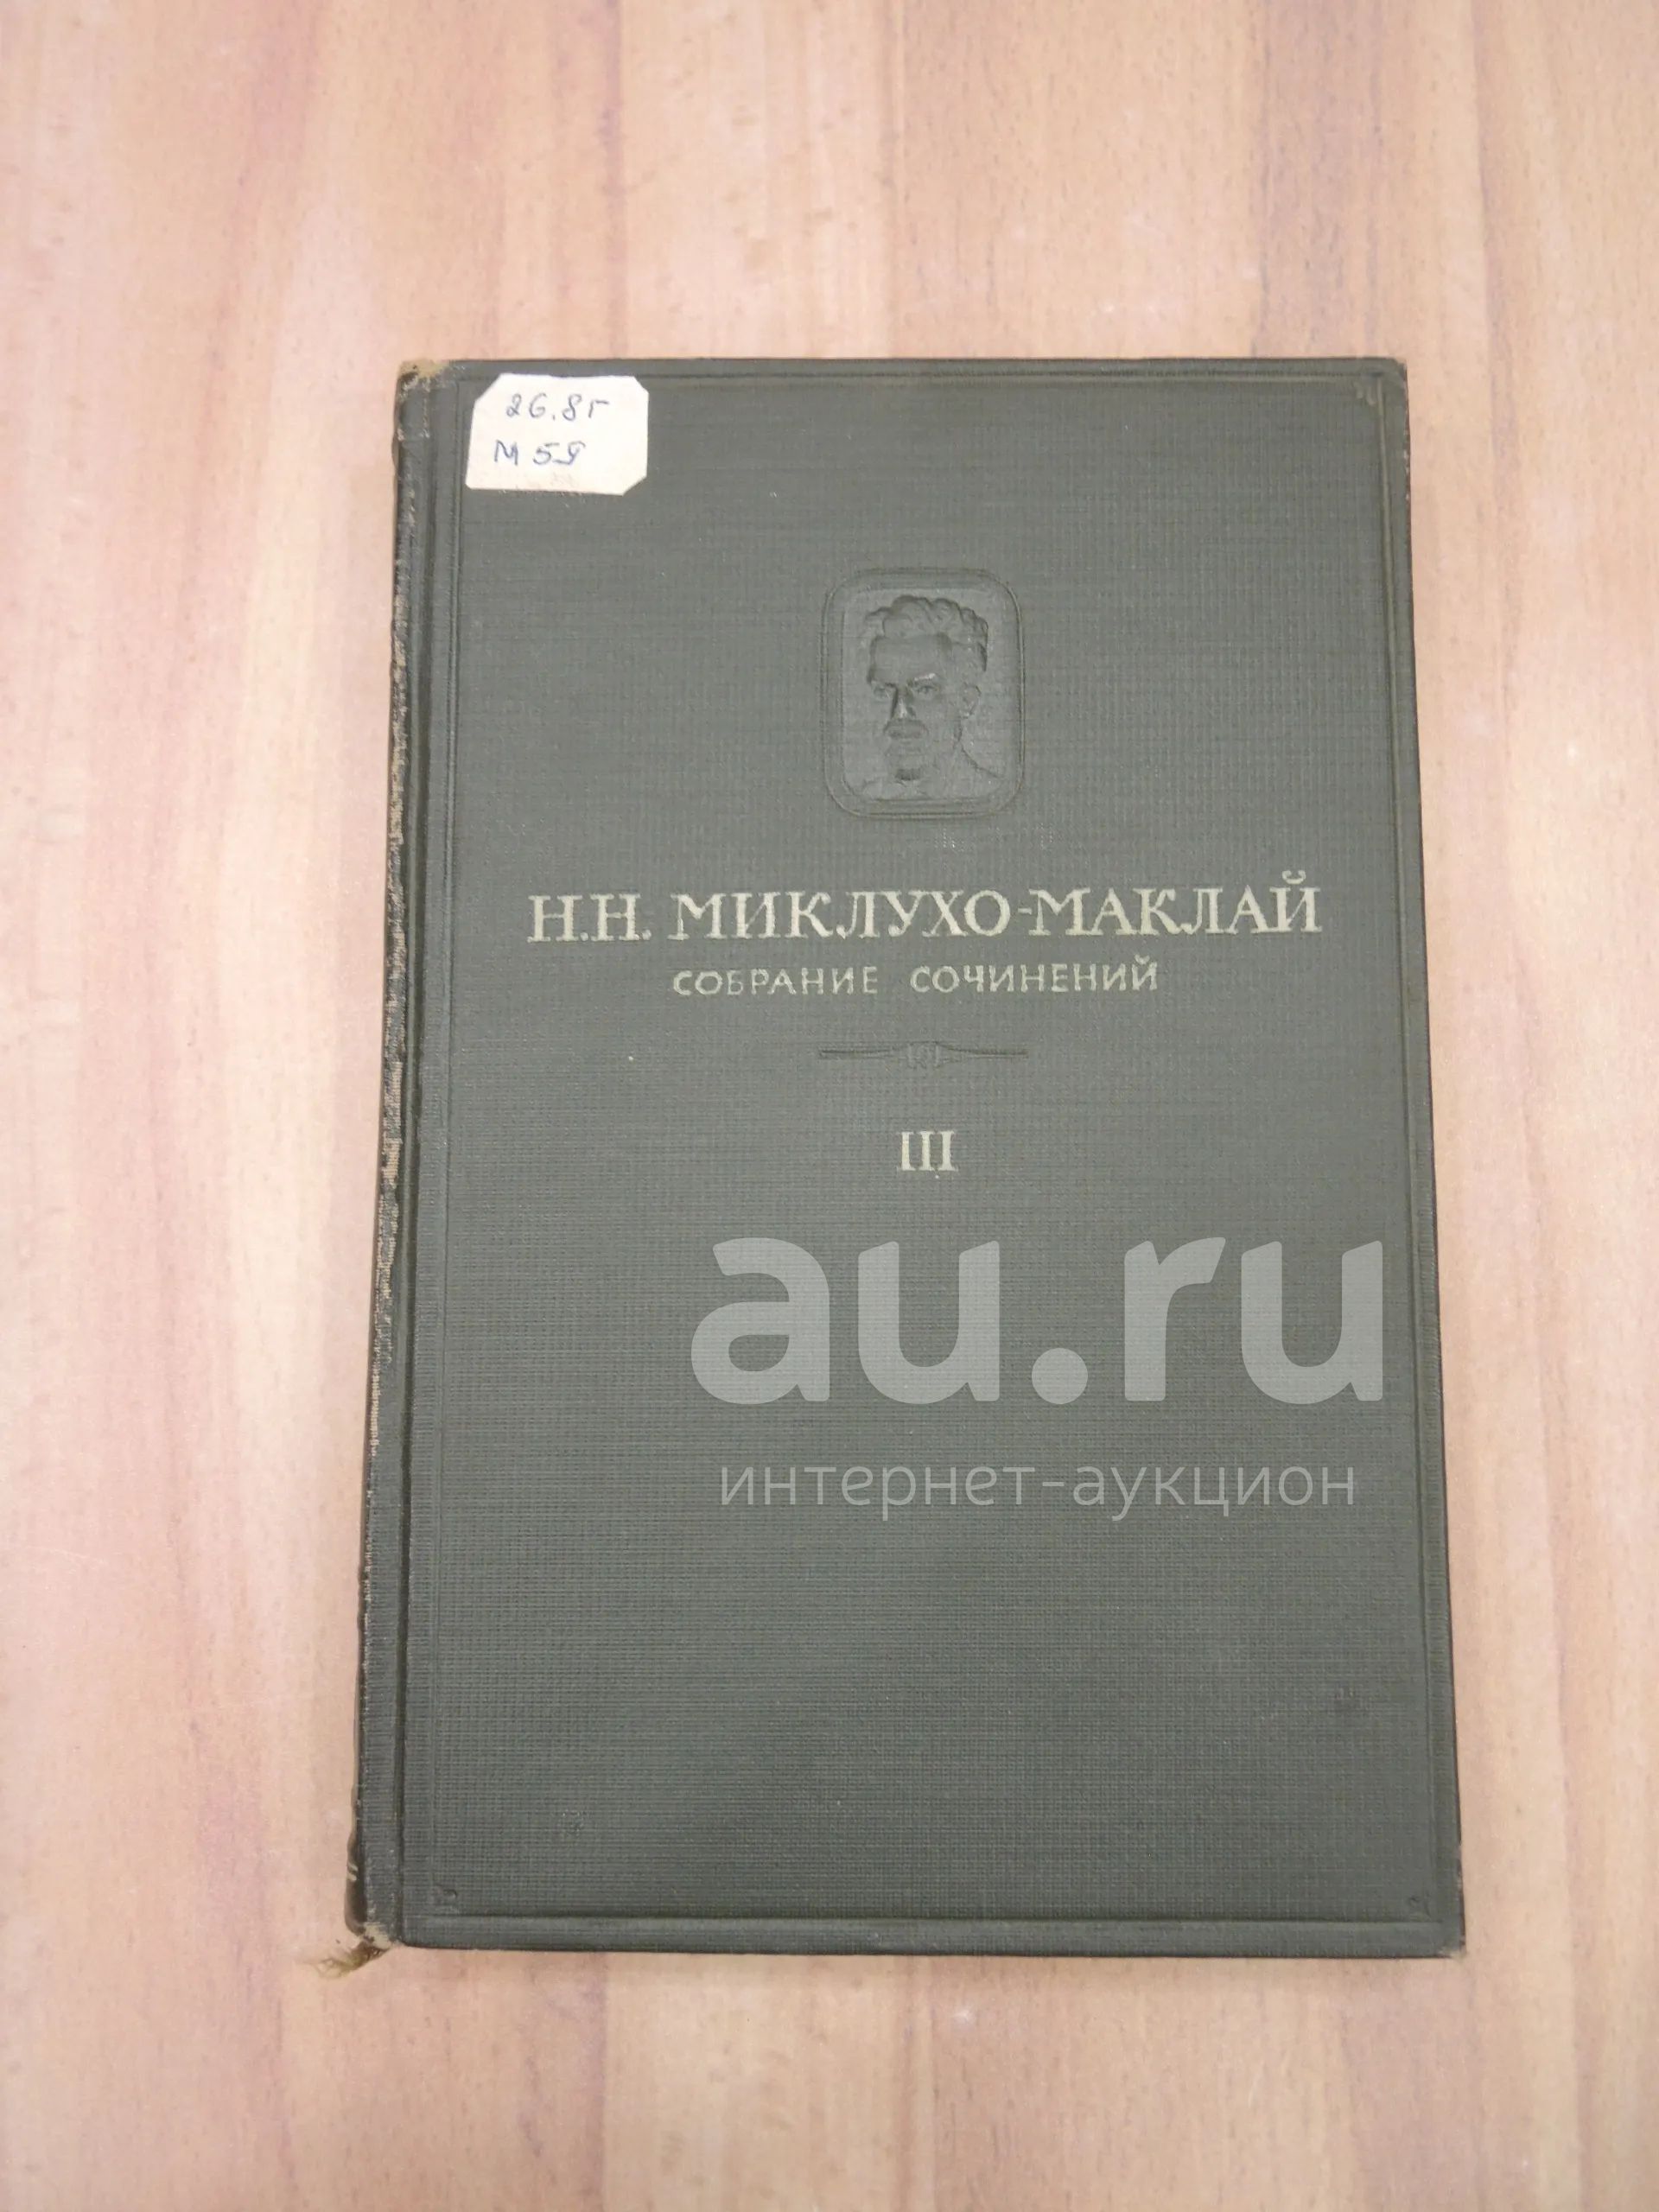 26.8г
М 59
Н.Н. МИКЛУХО-МАКЛАЙ
СОБРАНИЕ СОЧИНЕНИЙ
III
au.ru
интернет-аукцион